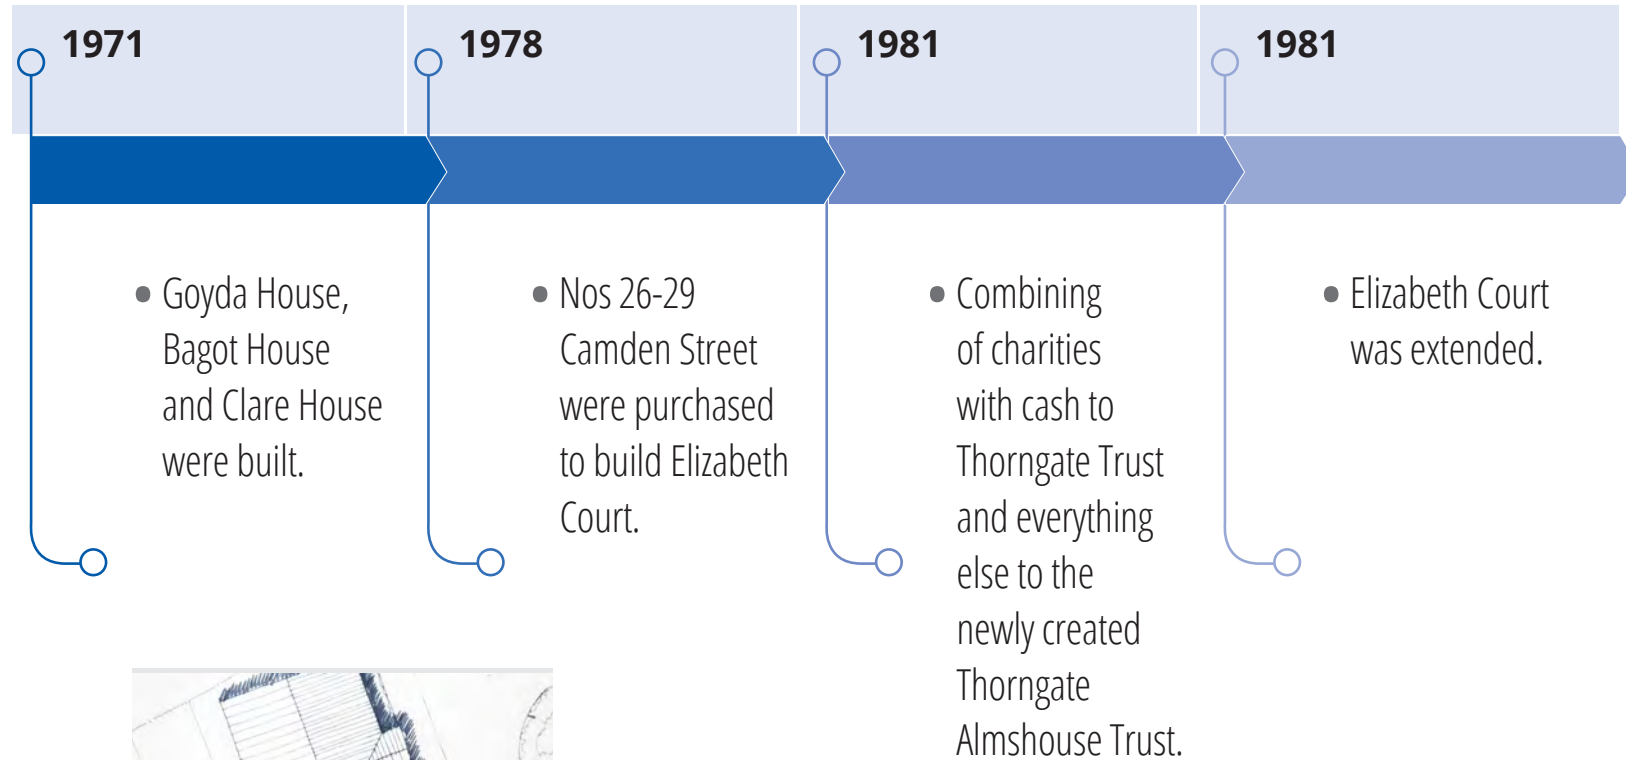 1971
1978
1981
1981
• Goyda House,
Bagot House
and Clare House
were built.
• Nos 26-29
Camden Street
were purchased
to build Elizabeth
Court.
• Combining
of charities
with cash to
Thorngate Trust
and everything
else to the
newly created
Thorngate
Almshouse Trust.
• Elizabeth Court
was extended.